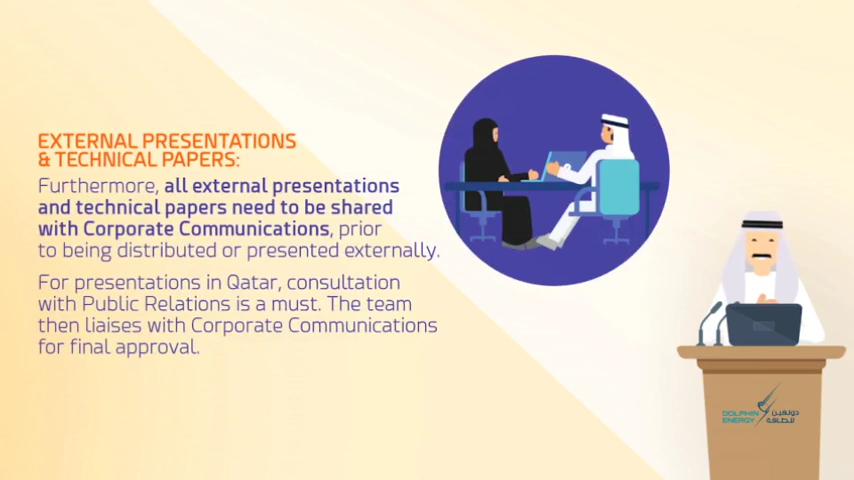 EXTERNAL PRESENTATIONS
& TECHNICAL PAPERS:
Furthermore, all external presentations
and technical papers need to be shared
with Corporate Communications, prior
to being distributed or presented externally.
For presentations in Qatar, consultation
with Public Relations is a must. The team
then liaises with Corporate Communications
for final approval.
DOLPHIN دولفين
ENERGY للطاقة